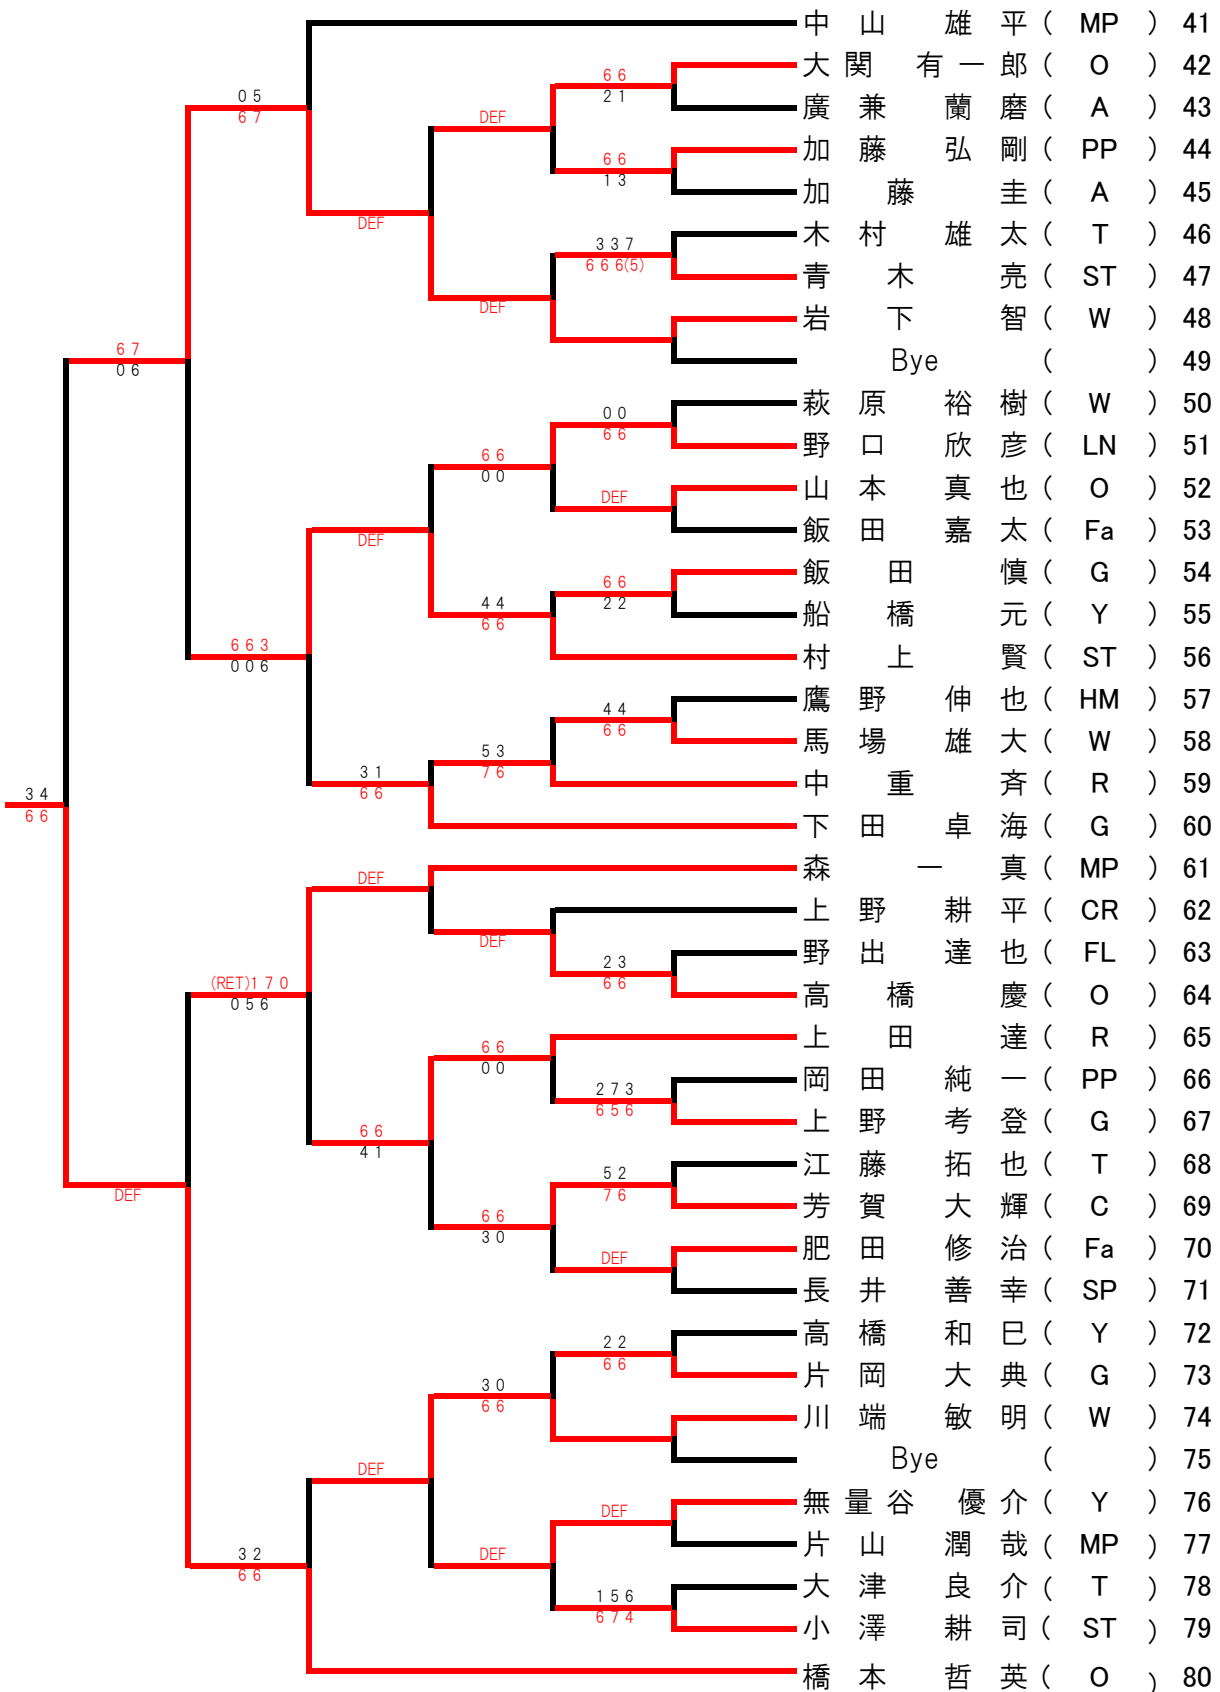 中山 雄平 ( MP ) 41
大関 有一郎 ( O ) 42
6 6
2 1
廣兼 蘭磨 ( A ) 43
0 5
6 7
DEF
加藤 弘剛 ( PP ) 44
6 6
1 3
加藤 圭 ( A ) 45
DEF
木村 雄太 ( T ) 46
3 3 7
6 6 6(5)
青木 亮 ( ST ) 47
DEF
岩下 智 ( W ) 48
Bye ( ) 49
6 7
0 6
萩原 裕樹 ( W ) 50
0 0
6 6
野口 欣彦 ( LN ) 51
6 6
0 0
山本 真也 ( O ) 52
DEF
飯田 嘉太 ( Fa ) 53
DEF
飯田 慎 ( G ) 54
6 6
2 2
船橋 元 ( Y ) 55
4 4
6 6
村上 賢 ( ST ) 56
6 6 3
0 0 6
鷹野 伸也 ( HM ) 57
4 4
6 6
馬場 雄大 ( W ) 58
5 3
7 6
中重 斉 ( R ) 59
3 1
6 6
下田 卓海 ( G ) 60
3 4
6 6
森 一真 ( MP ) 61
DEF
上野 耕平 ( CR ) 62
DEF
野出 達也 ( FL ) 63
2 3
6 6
高橋 慶 ( O ) 64
(RET)1 7 0
0 5 6
上田 達 ( R ) 65
6 6
0 0
岡田 純一 ( PP ) 66
2 7 3
6 5 6
上野 考登 ( G ) 67
6 6
4 1
江藤 拓也 ( T ) 68
5 2
7 6
芳賀 大輝 ( C ) 69
6 6
3 0
肥田 修治 ( Fa ) 70
DEF
長井 善幸 ( SP ) 71
DEF
高橋 和巳 ( Y ) 72
2 2
6 6
片岡 大典 ( G ) 73
3 0
6 6
川端 敏明 ( W ) 74
Bye ( ) 75
DEF
無量谷 優介 ( Y ) 76
DEF
片山 潤哉 ( MP ) 77
DEF
3 2
6 6
大津 良介 ( T ) 78
1 5 6
6 7 4
小澤 耕司 ( ST ) 79
橋本 哲英 ( O ) 80